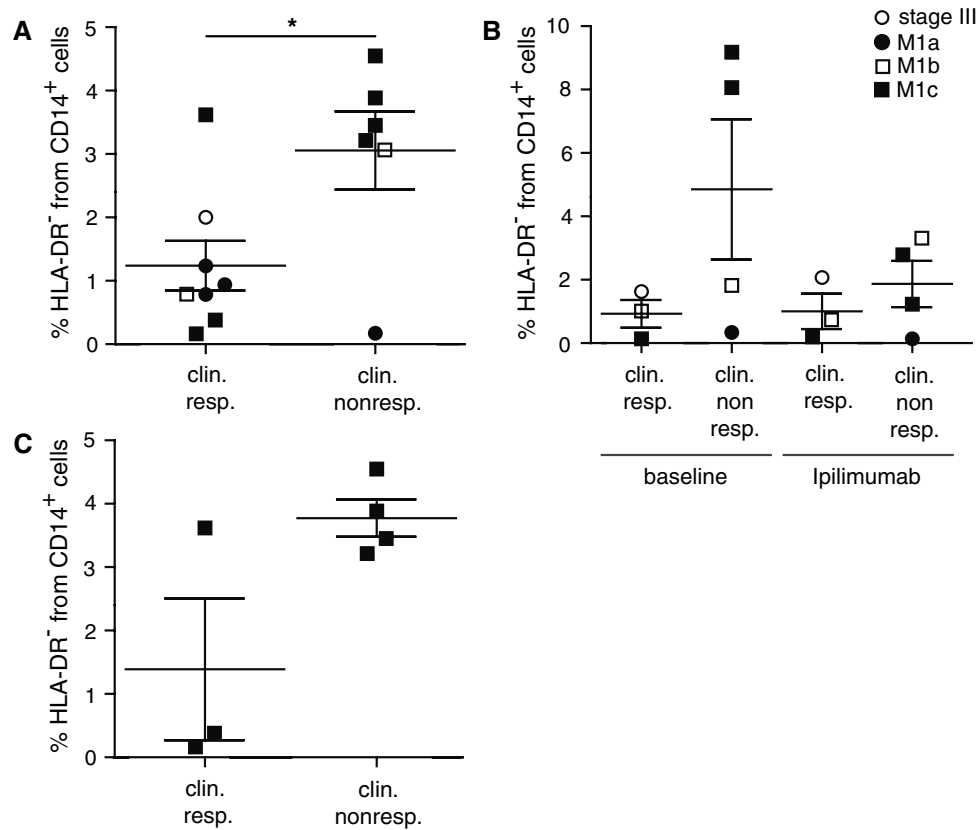 A
% HLA-DR⁻ from CD14⁺ cells
5
4
3
2
1
0
*
clin.
resp.
clin.
nonresp.
B
% HLA-DR⁻ from CD14⁺ cells
10
8
6
4
2
0
stage III
M1a
M1b
M1c
clin.
resp.
clin.
non
resp.
clin.
resp.
clin.
non
resp.
baseline
Ipilimumab
C
% HLA-DR⁻ from CD14⁺ cells
5
4
3
2
1
0
clin.
resp.
clin.
nonresp.